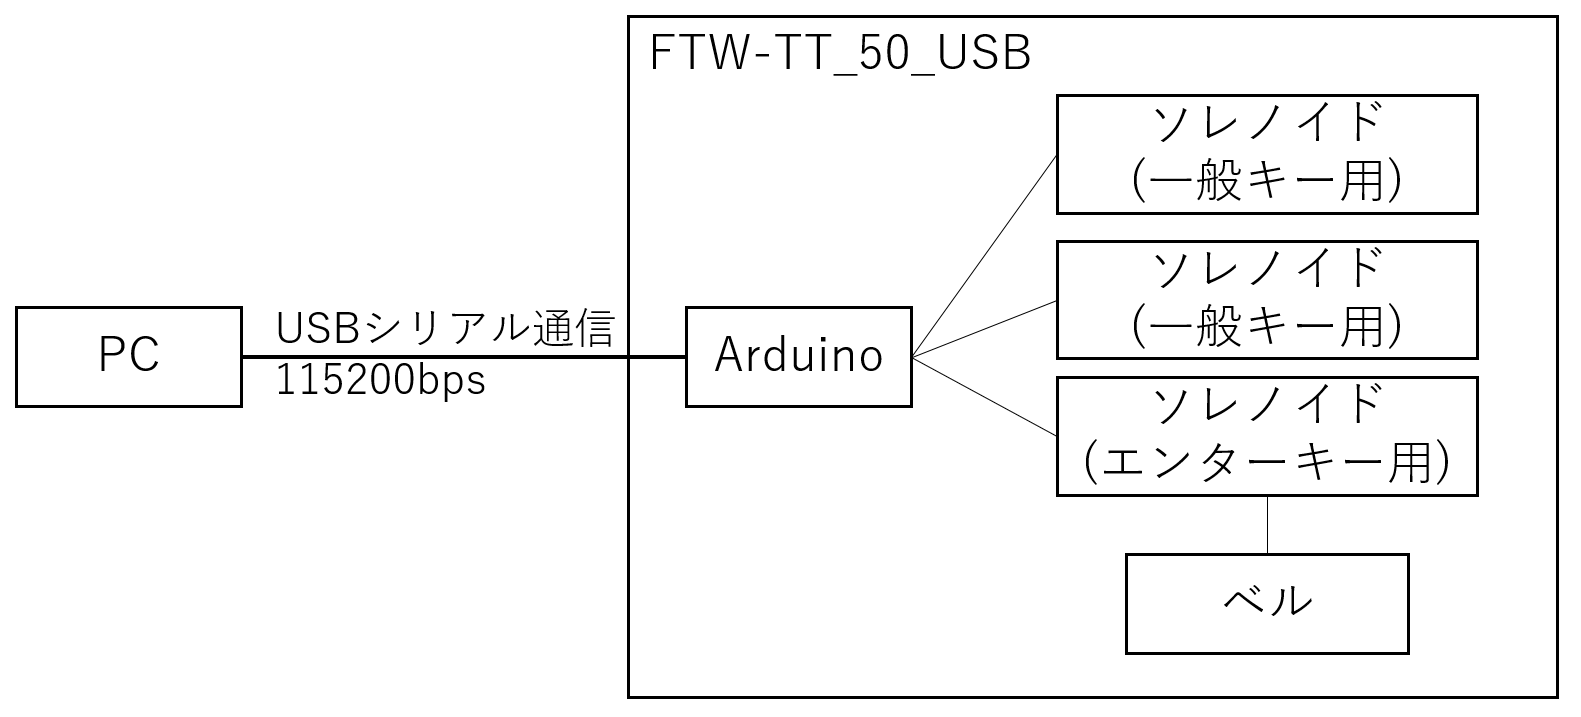 FTW-TT_50_USB
ソレノイド
(一般キー用)
ソレノイド
(一般キー用)
PC
USBシリアル通信
115200bps
Arduino
ソレノイド
(エンターキー用)
ベル